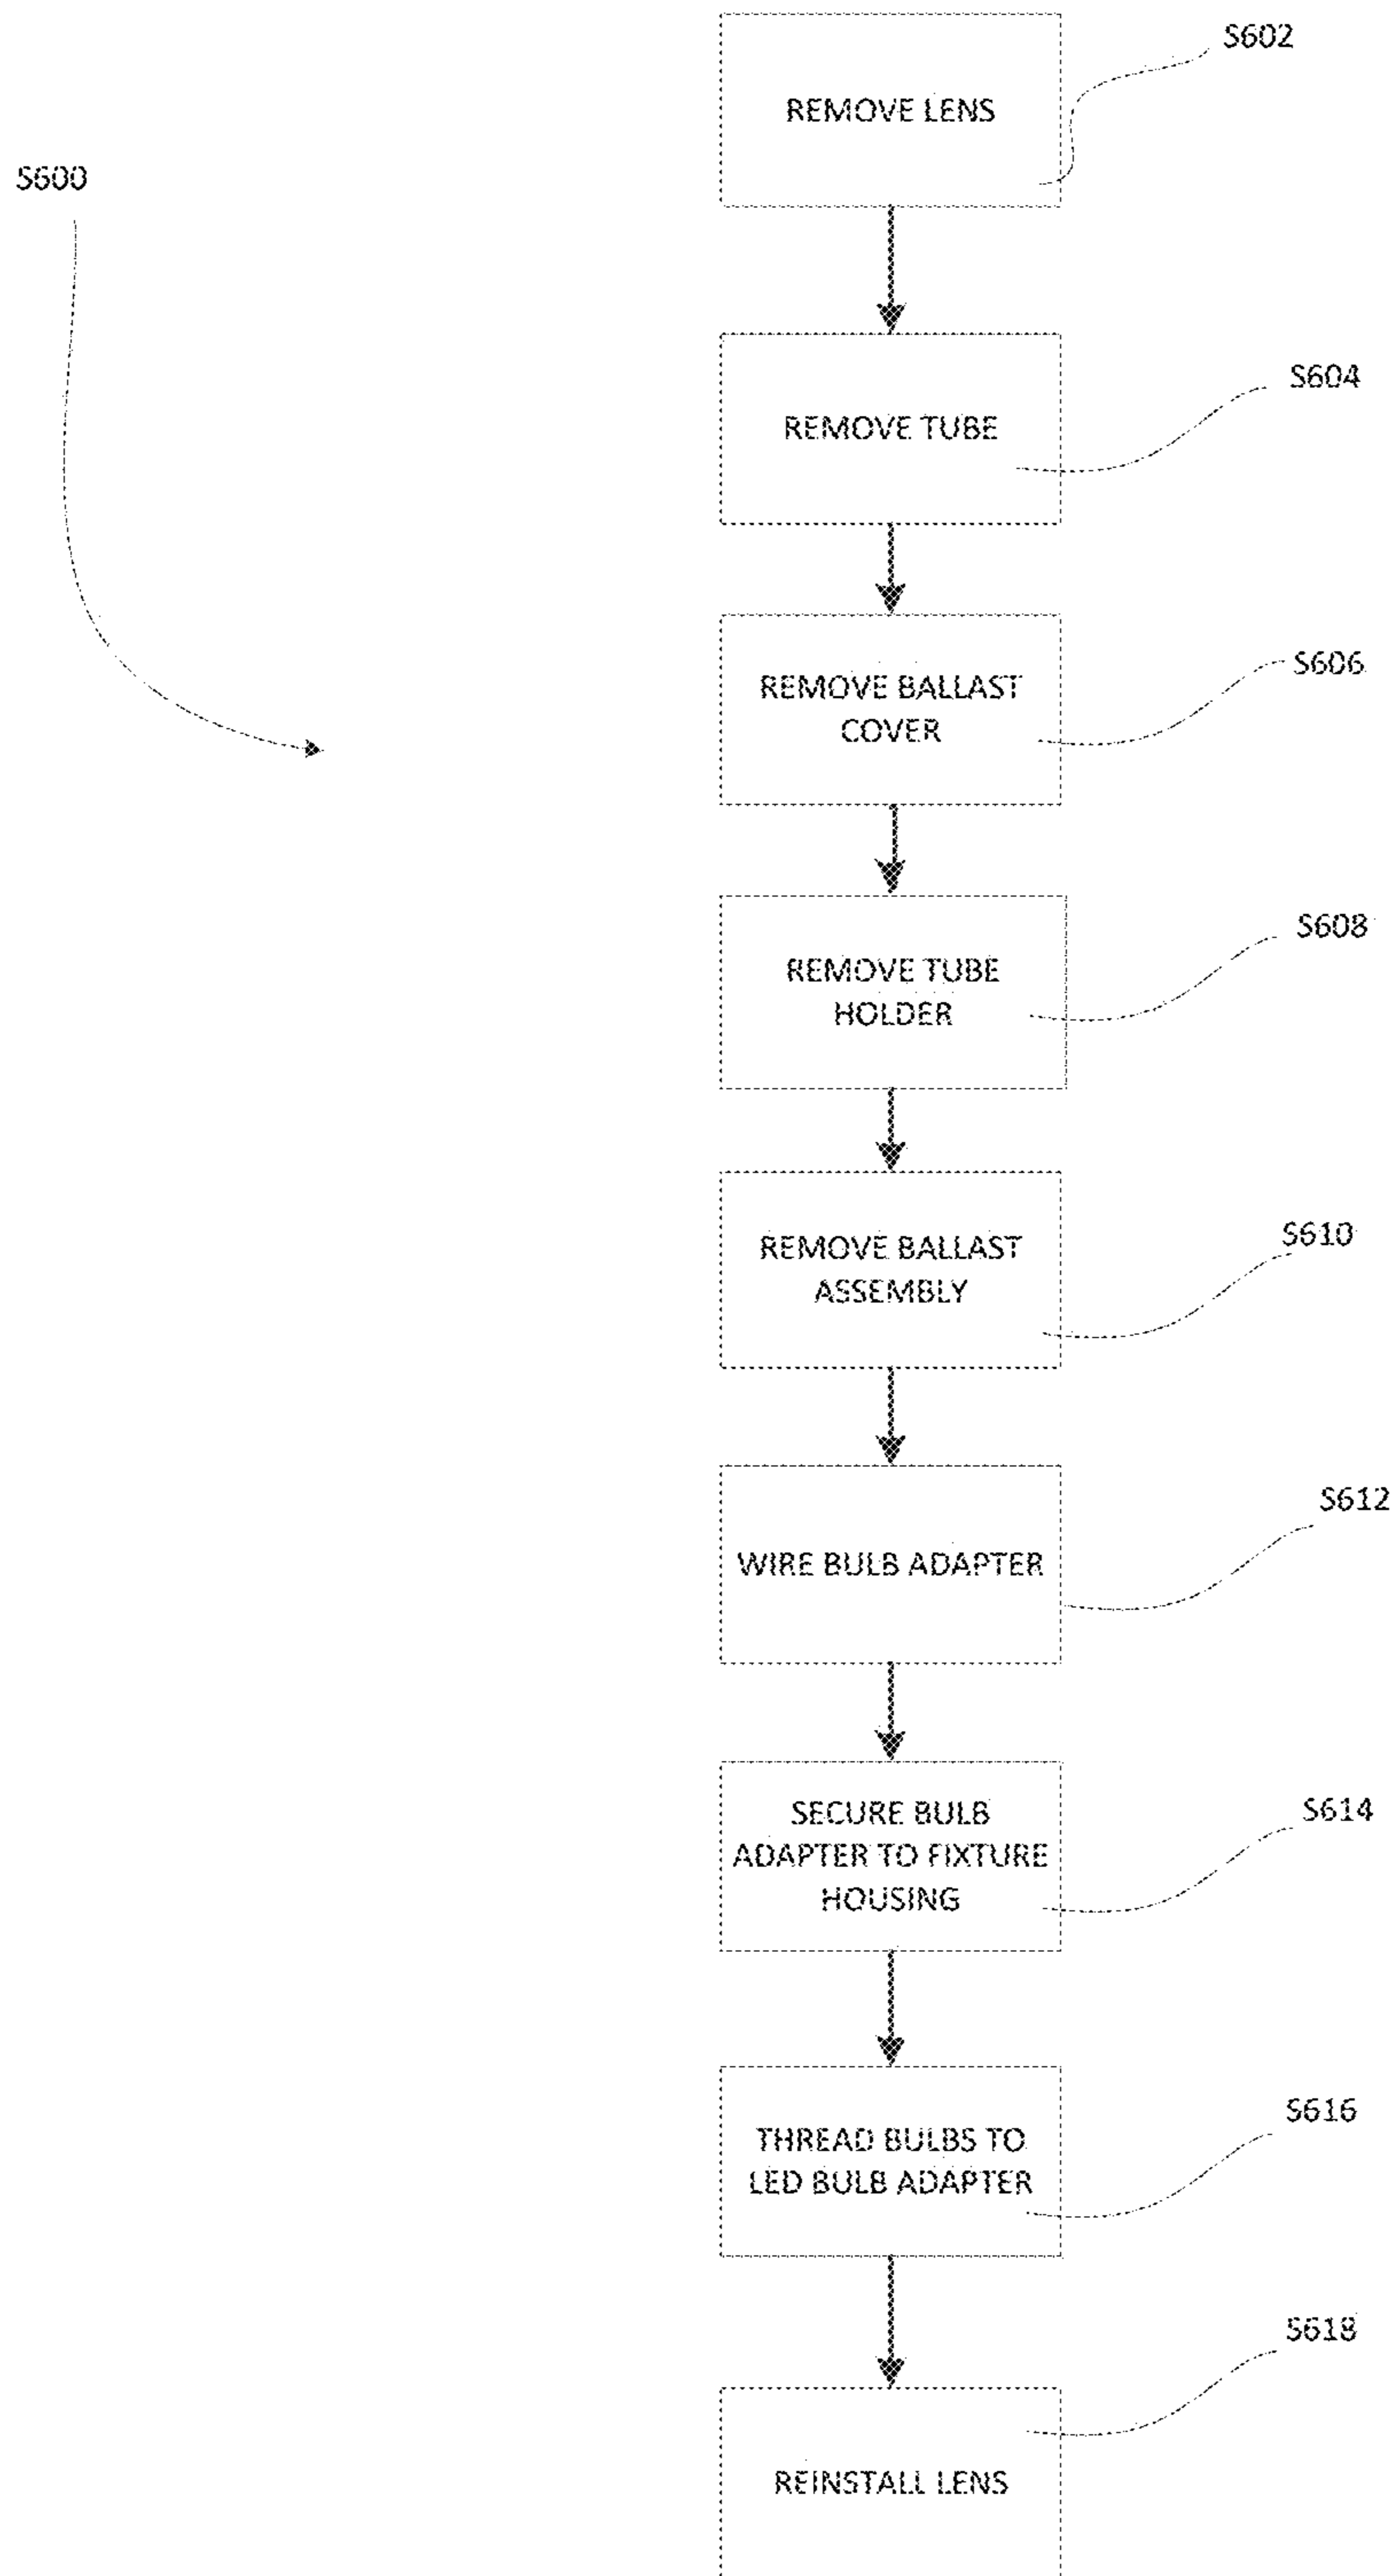 S602
REMOVE LENS
S600
S604
REMOVE TUBE
S606
REMOVE BALLAST
COVER
S608
REMOVE TUBE
HOLDER
S610
REMOVE BALLAST
ASSEMBLY
S612
WIRE BULB ADAPTER
S614
SECURE BULB
ADAPTER TO FIXTURE
HOUSING
S616
THREAD BULBS TO
LED BULB ADAPTER
S618
REINSTALL LENS